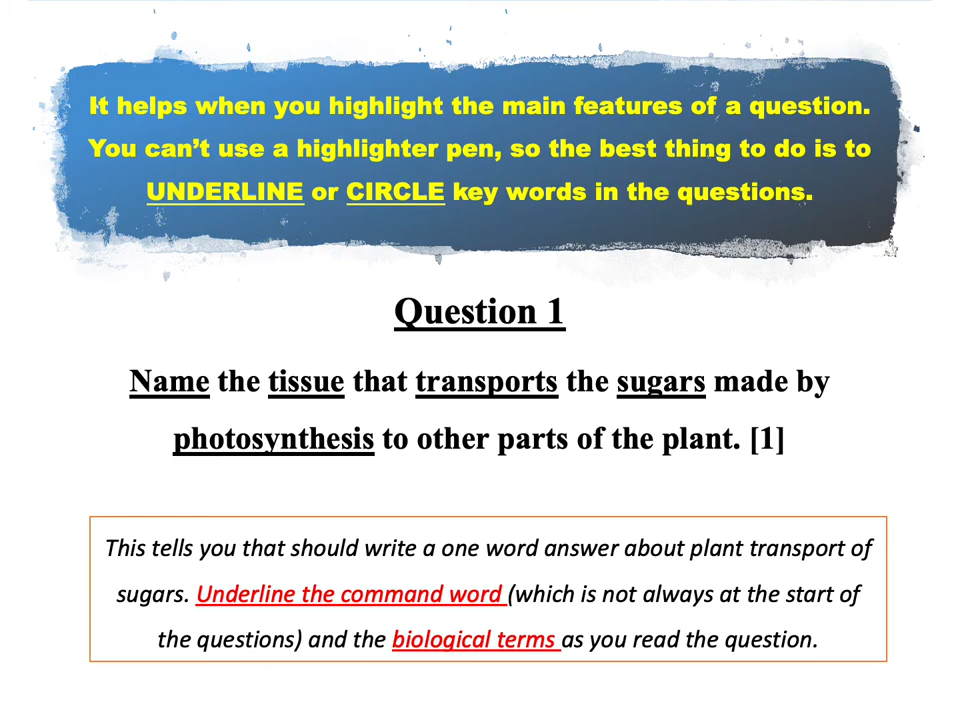 It helps when you highlight the main features of a question.
You can’t use a highlighter pen, so the best thing to do is to
UNDERLINE or CIRCLE key words in the questions.
Question 1
Name the tissue that transports the sugars made by
photosynthesis to other parts of the plant. [1]
This tells you that should write a one word answer about plant transport of
sugars. Underline the command word (which is not always at the start of
the questions) and the biological terms as you read the question.